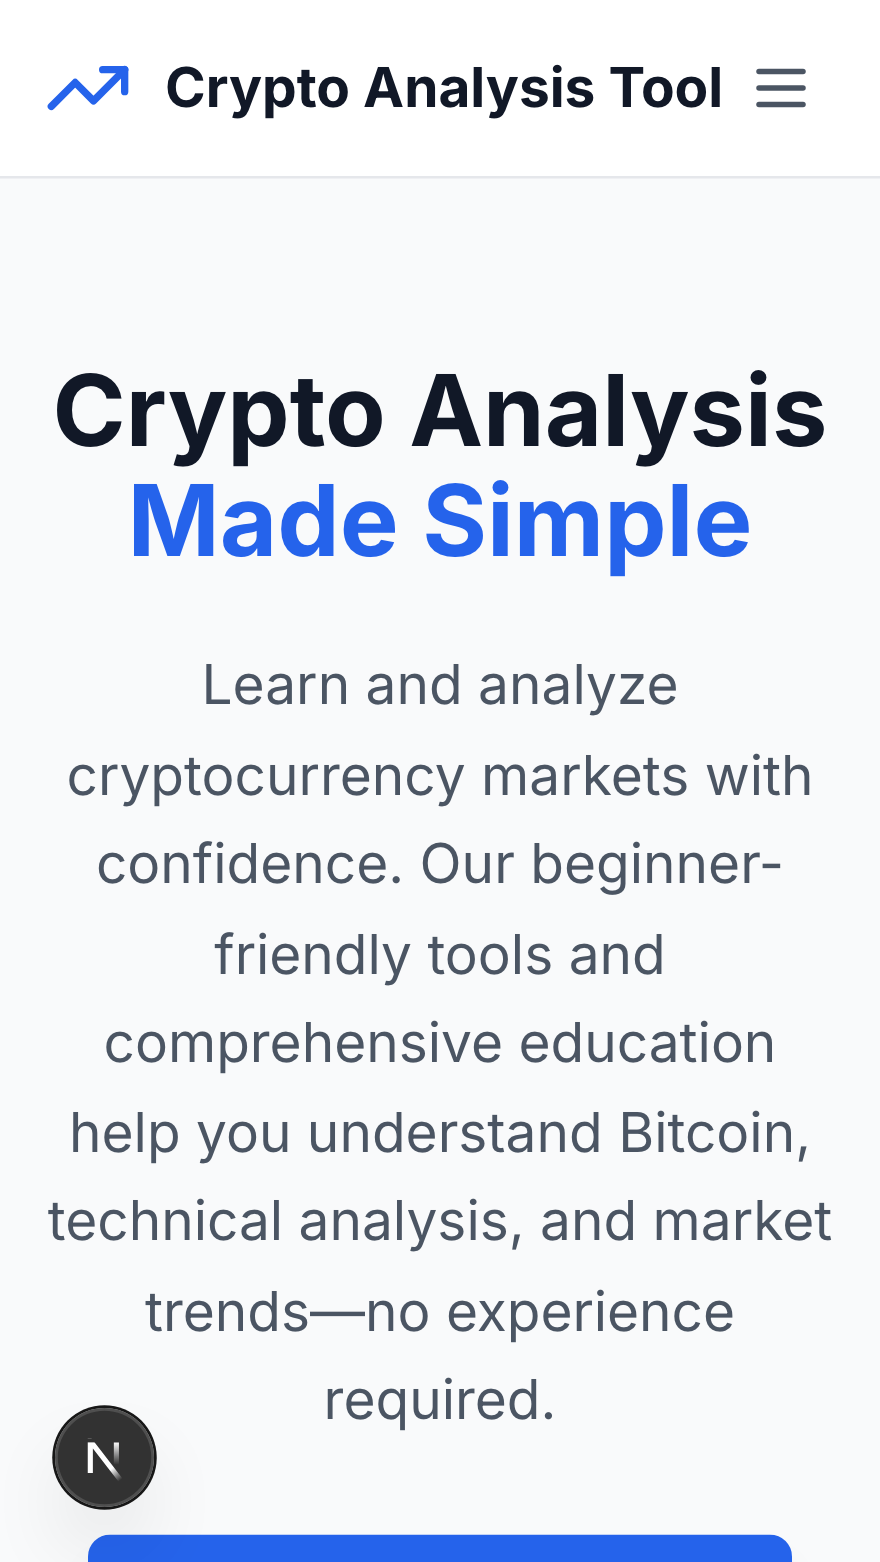 Crypto Analysis Tool
Crypto Analysis
Made Simple
Learn and analyze
cryptocurrency markets with
confidence. Our beginner-
friendly tools and
comprehensive education
help you understand Bitcoin,
technical analysis, and market
trends—no experience
required.
N